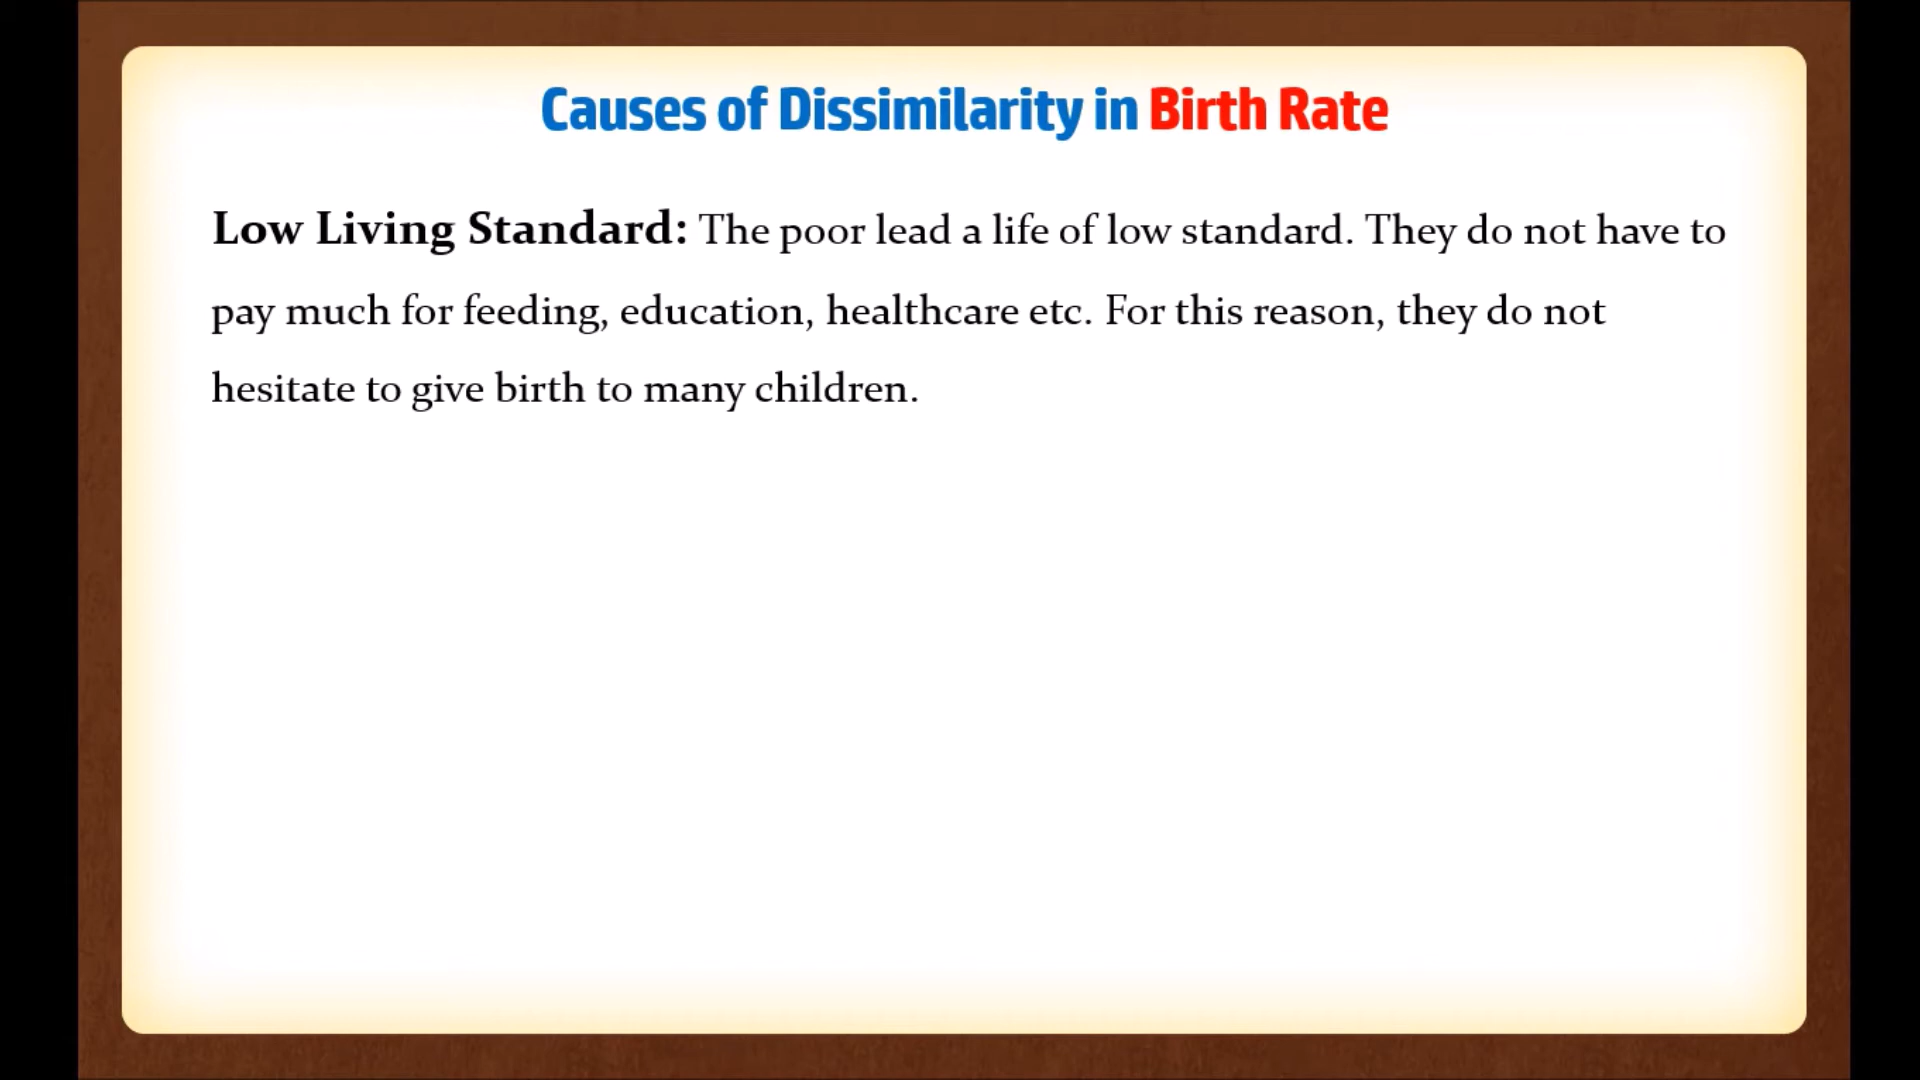 Causes of Dissimilarity in Birth Rate
Low Living Standard: The poor lead a life of low standard. They do not have to
pay much for feeding, education, healthcare etc. For this reason, they do not
hesitate to give birth to many children.